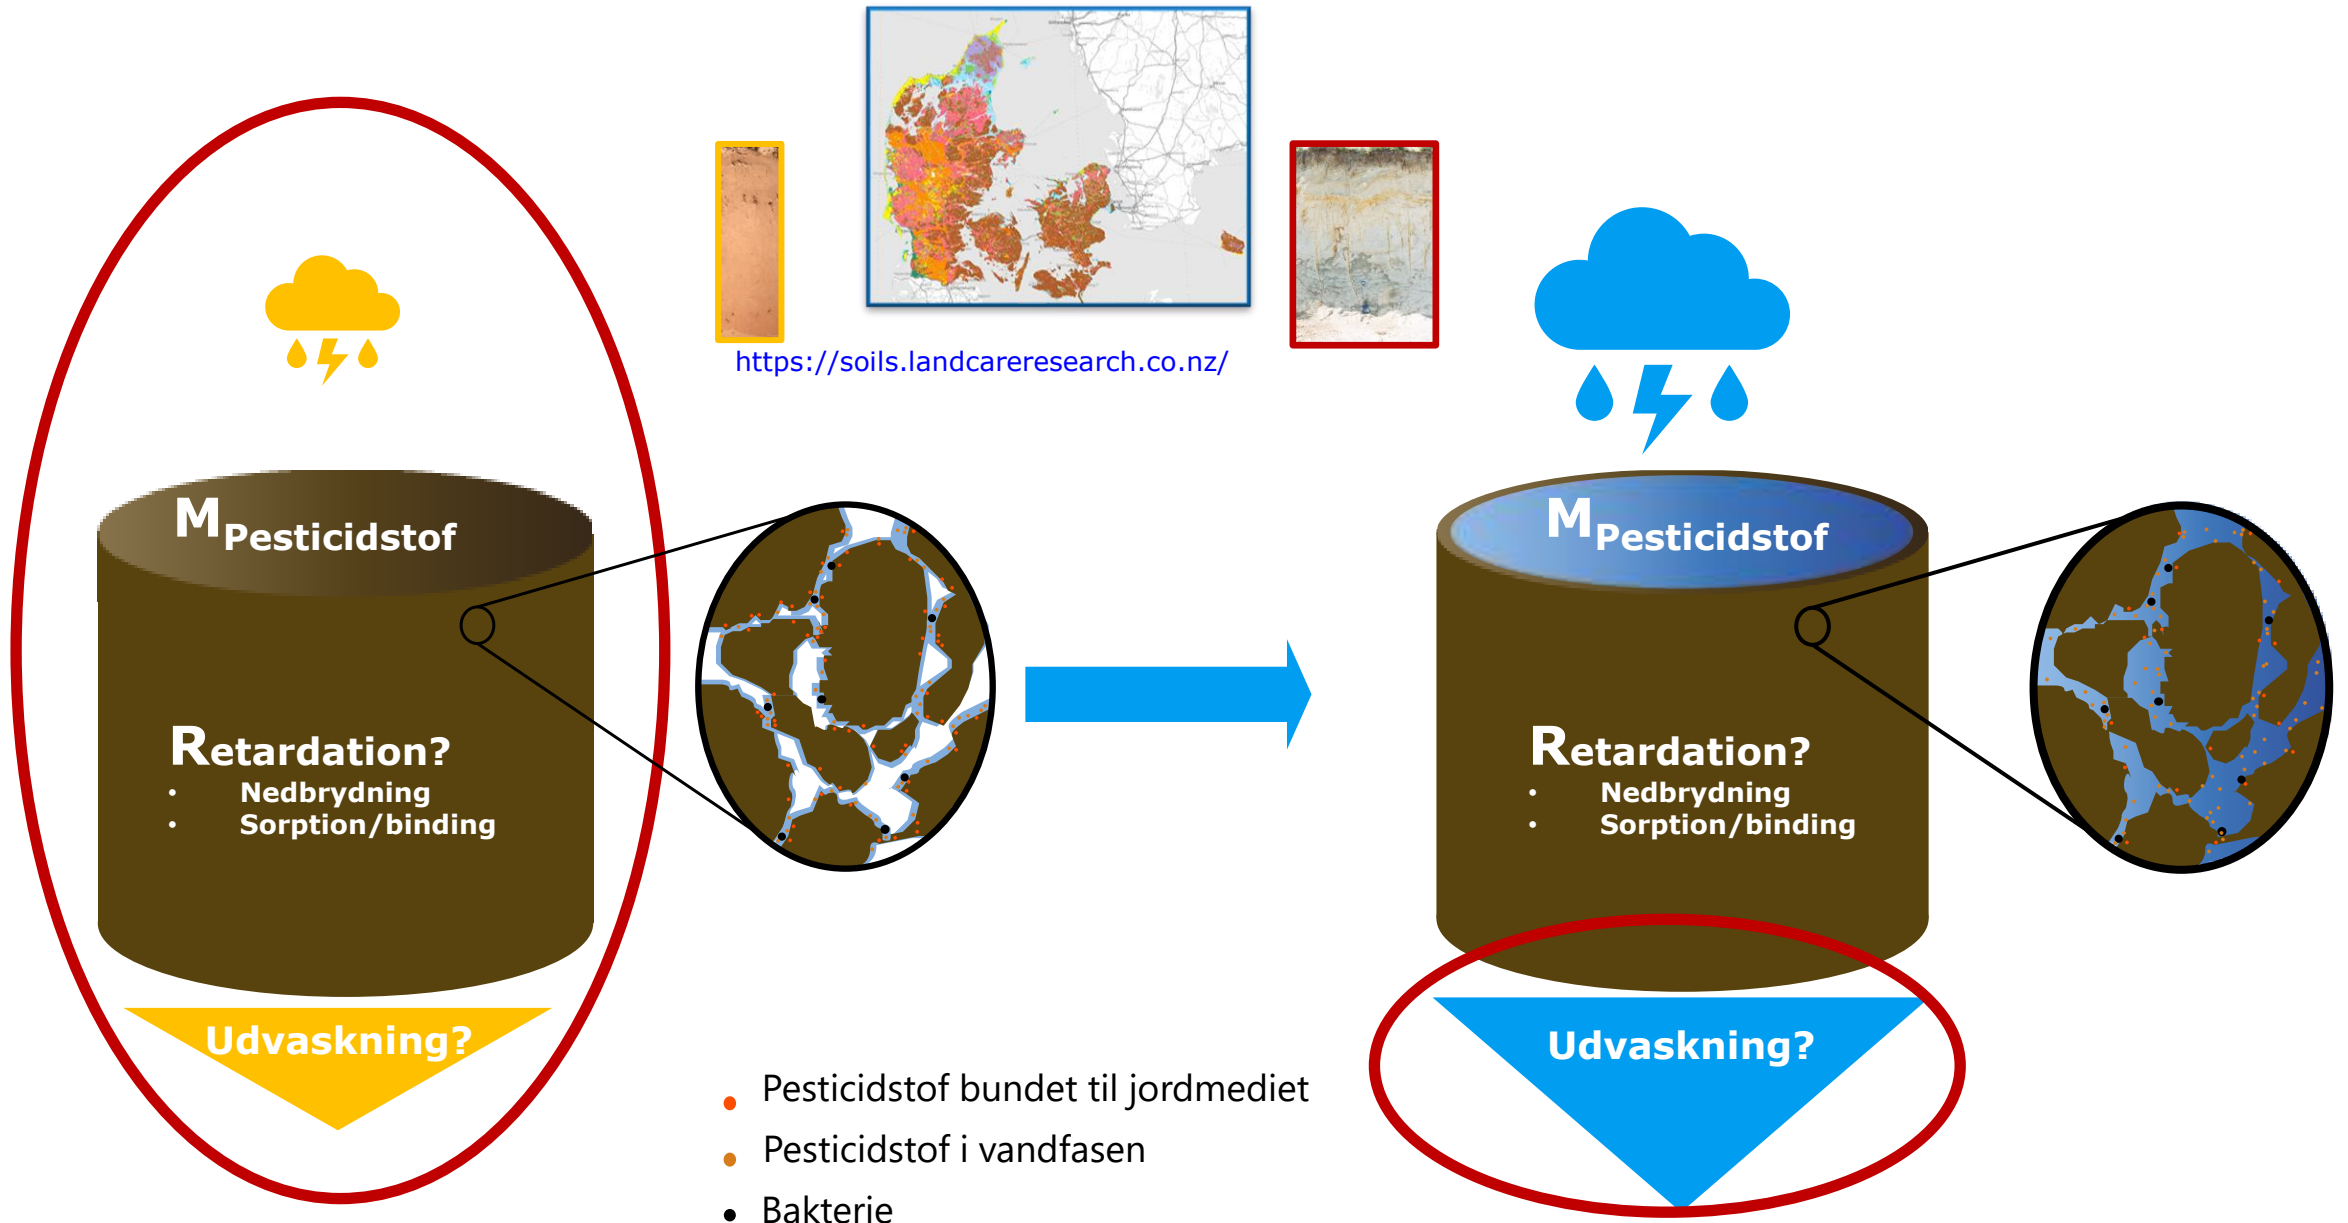 https://soils.landcareresearch.co.nz/
MPesticidstof
Retardation?
• Nedbrydning
• Sorption/binding
Udvaskning?
MPesticidstof
Retardation?
• Nedbrydning
• Sorption/binding
Udvaskning?
Pesticidstof bundet til jordmediet
Pesticidstof i vandfasen
Bakterie